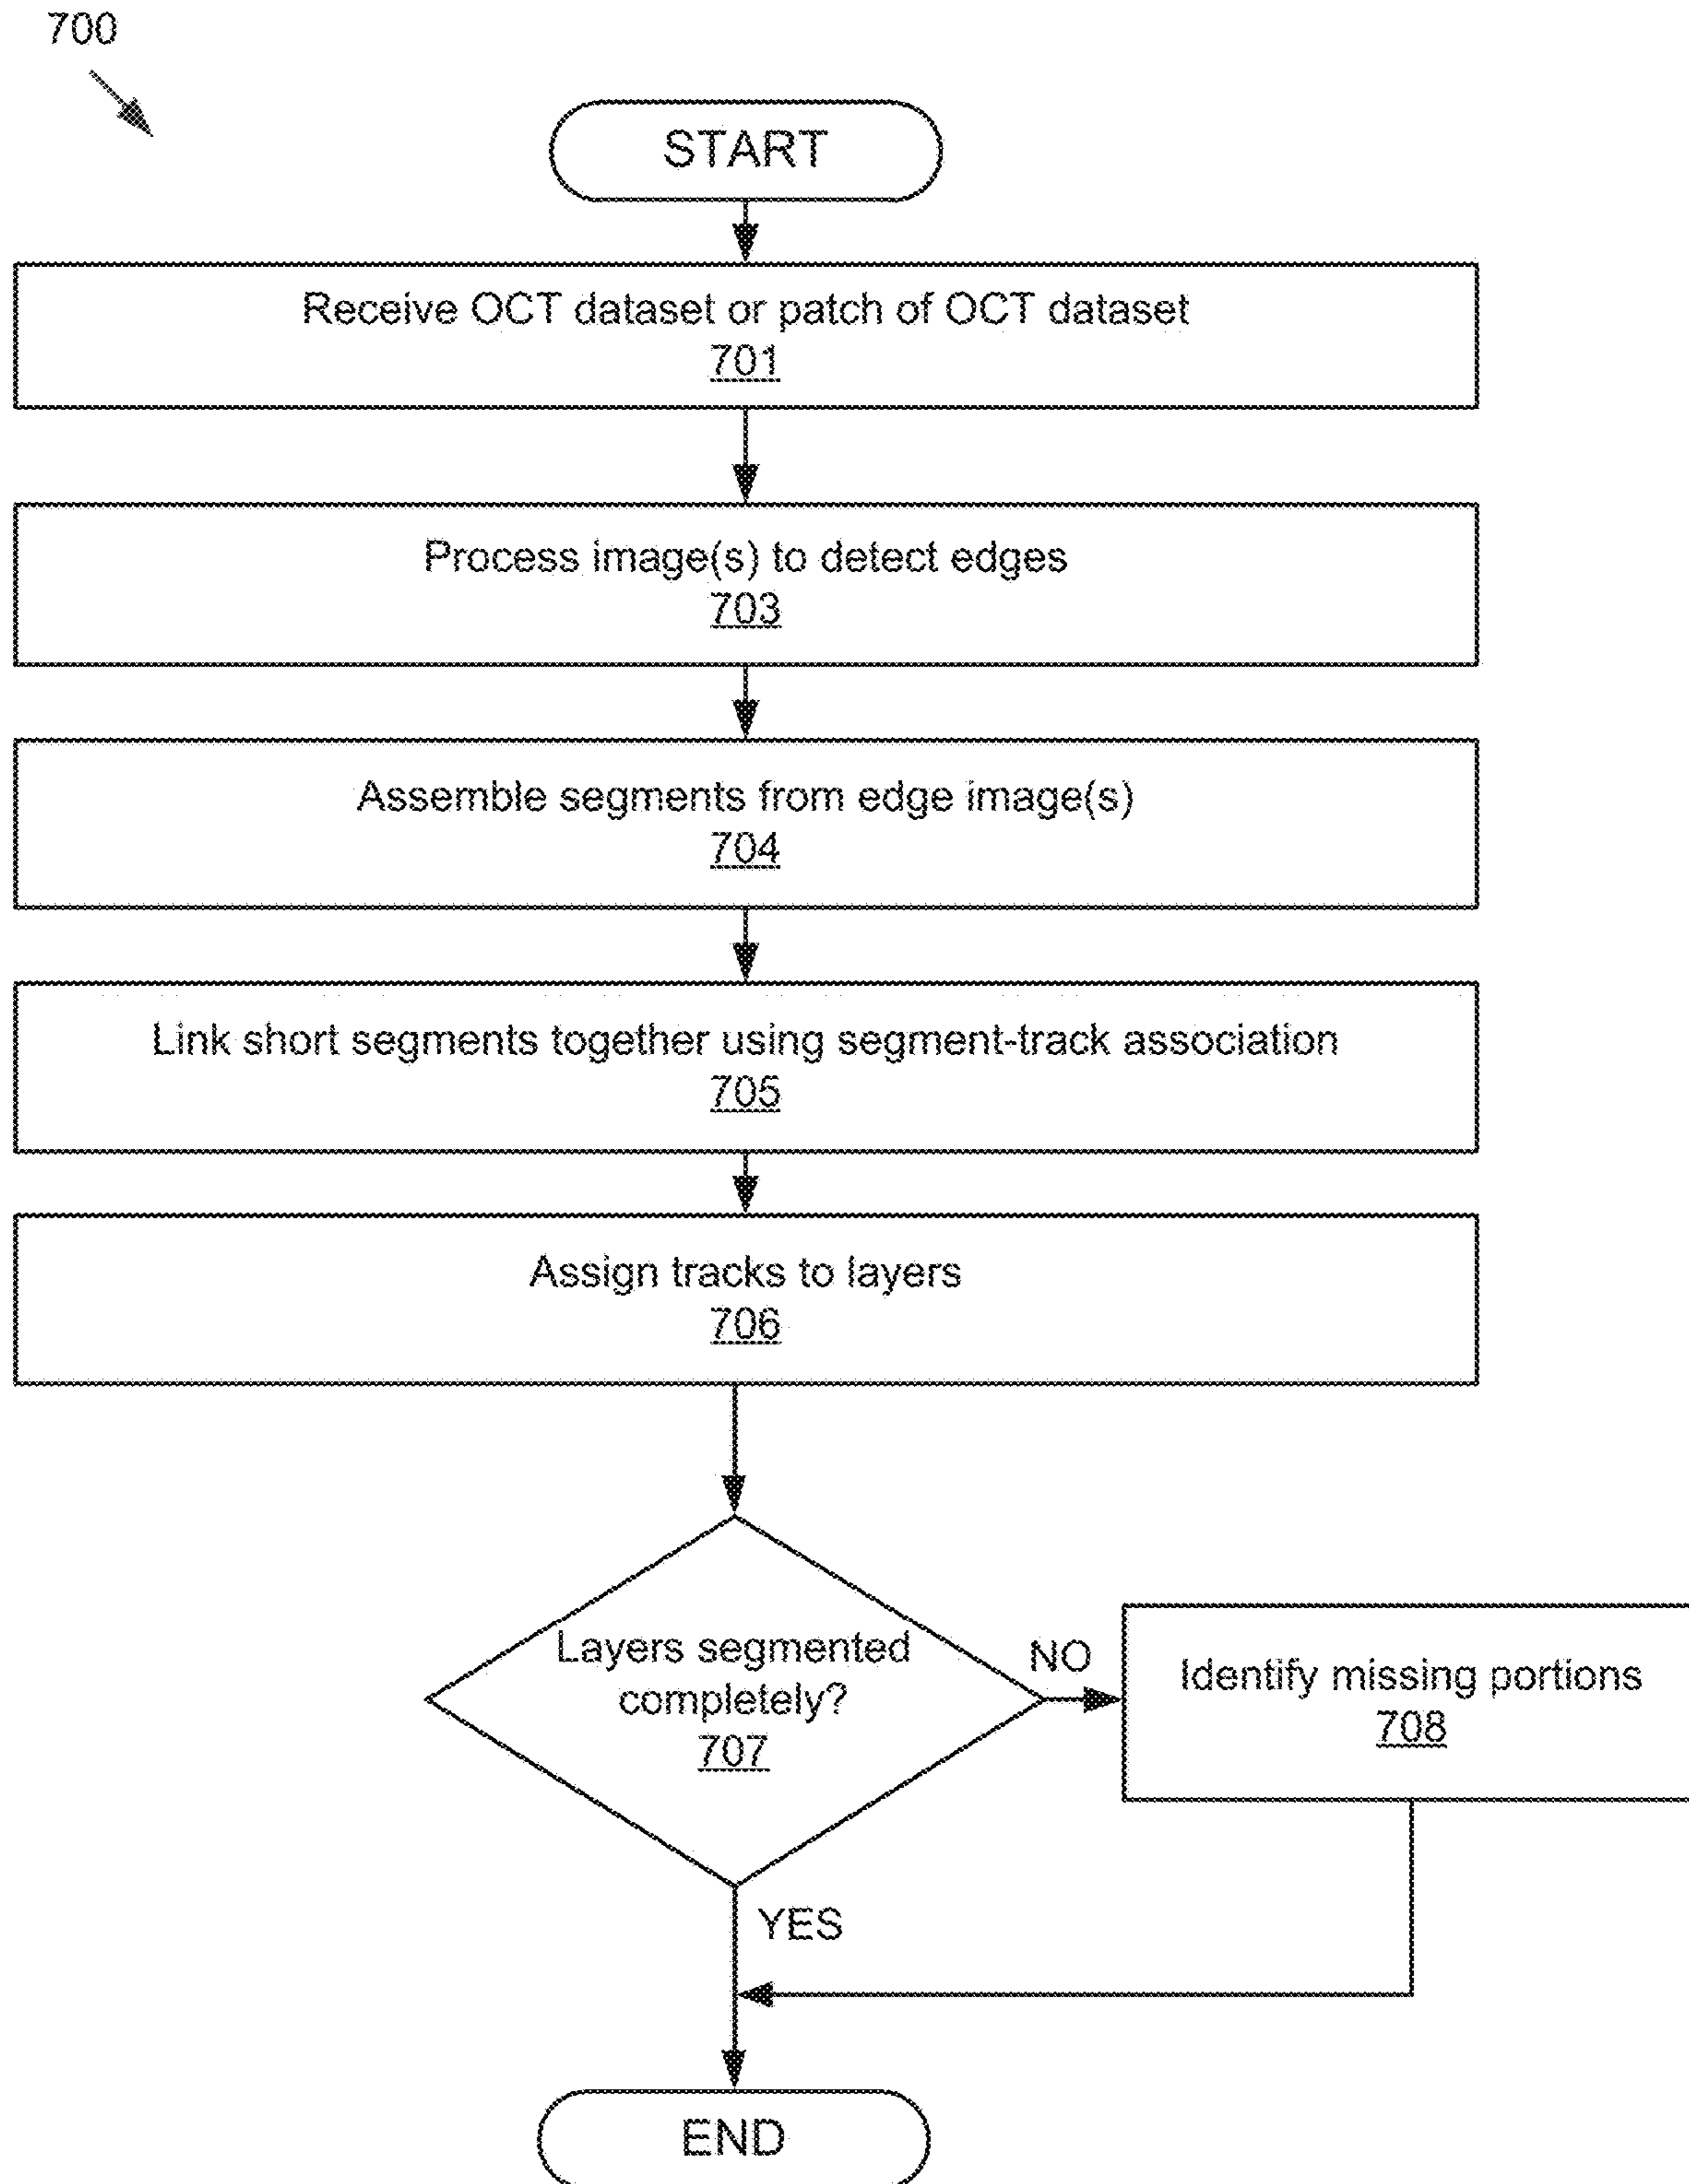 700
START
Receive OCT dataset or patch of OCT dataset
701
Process image(s) to detect edges
703
Assemble segments from edge image(s)
704
Link short segments together using segment-track association
705
Assign tracks to layers
706
Layers segmented
completely?
707
NO
Identify missing portions
708
YES
END